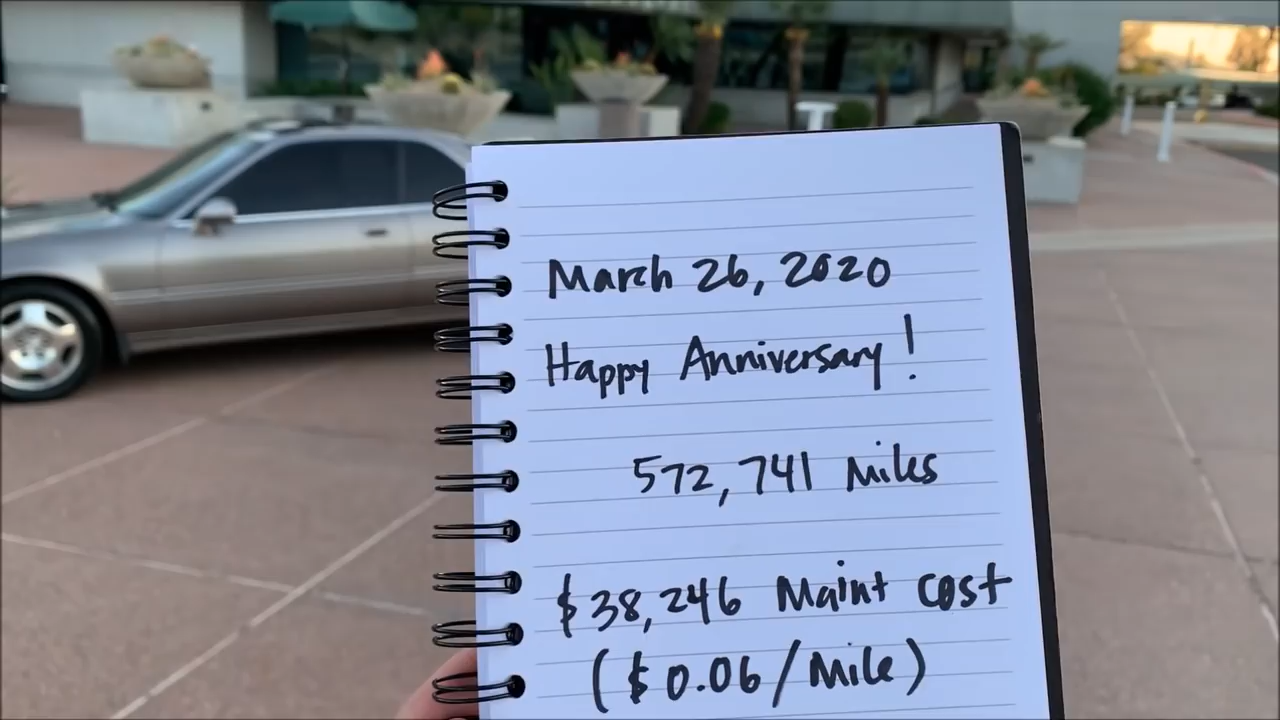 March 26, 2020
Happy Anniversary!
572,741 Miles
$38,246 Maint cost
($0.06/Mile)